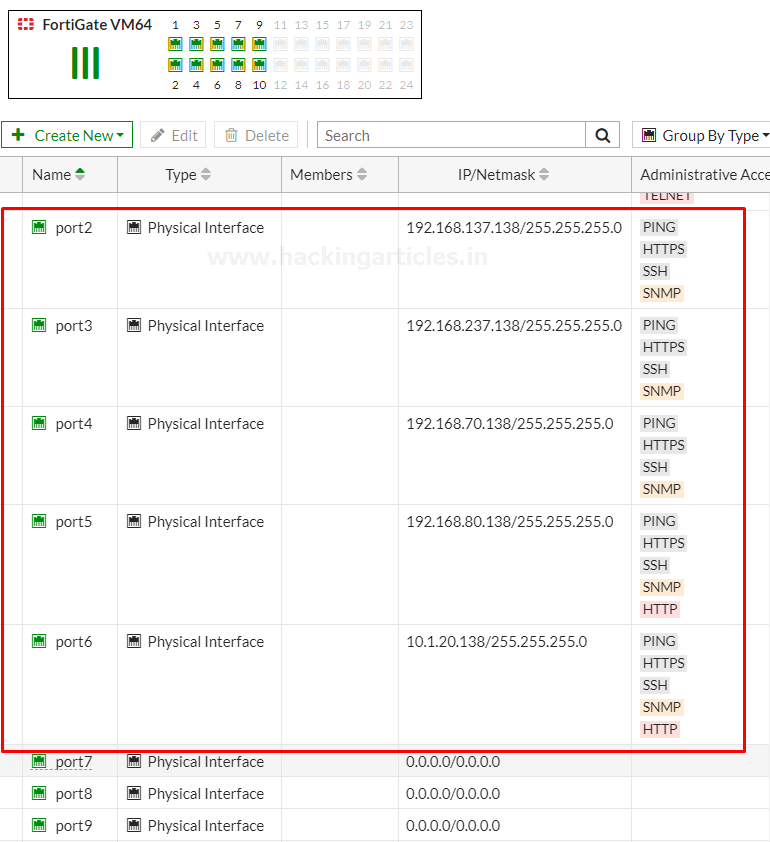 FortiGate VM64
1 3 5 7 9 11 13 15 17 19 21 23
2 4 6 8 10 12 14 16 18 20 22 24
Create New Edit Delete Search Group By Type
Name Type Members IP/Netmask Administrative Acce
TELNET
port2 Physical Interface 192.168.137.138/255.255.255.0 PING
HTTPS
www.hackingarticles.in
SSH
SNMP
port3 Physical Interface 192.168.237.138/255.255.255.0 PING
HTTPS
SSH
SNMP
port4 Physical Interface 192.168.70.138/255.255.255.0 PING
HTTPS
SSH
SNMP
port5 Physical Interface 192.168.80.138/255.255.255.0 PING
HTTPS
SSH
SNMP
HTTP
port6 Physical Interface 10.1.20.138/255.255.255.0 PING
HTTPS
SSH
SNMP
HTTP
port7 Physical Interface 0.0.0.0/0.0.0.0
port8 Physical Interface 0.0.0.0/0.0.0.0
port9 Physical Interface 0.0.0.0/0.0.0.0